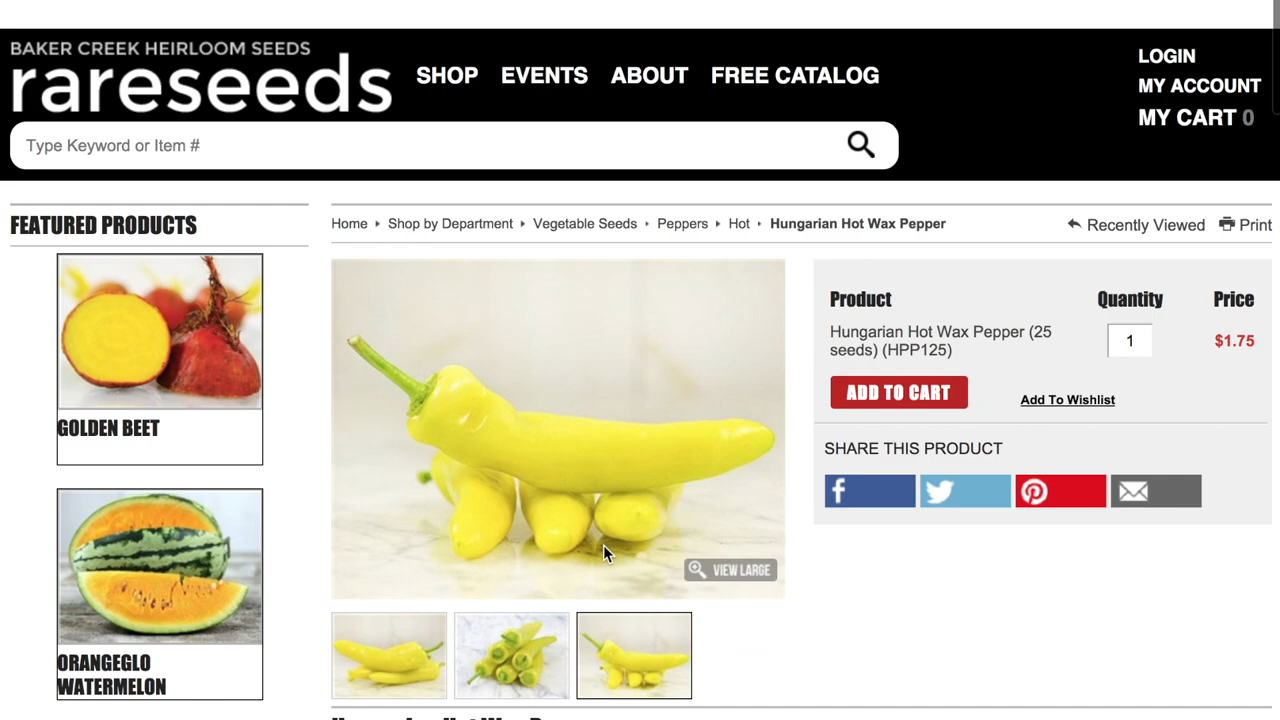 BAKER CREEK HEIRLOOM SEEDS
rareseeds
SHOP EVENTS ABOUT FREE CATALOG
LOGIN
MY ACCOUNT
MY CART 0
Type Keyword or Item #
FEATURED PRODUCTS
GOLDEN BEET
ORANGEGLO
WATERMELON
Home Shop by Department Vegetable Seeds Peppers Hot Hungarian Hot Wax Pepper
Recently Viewed Print
VIEW LARGE
Product Quantity Price
Hungarian Hot Wax Pepper (25
seeds) (HPP125)
1
$1.75
ADD TO CART
Add To Wishlist
SHARE THIS PRODUCT